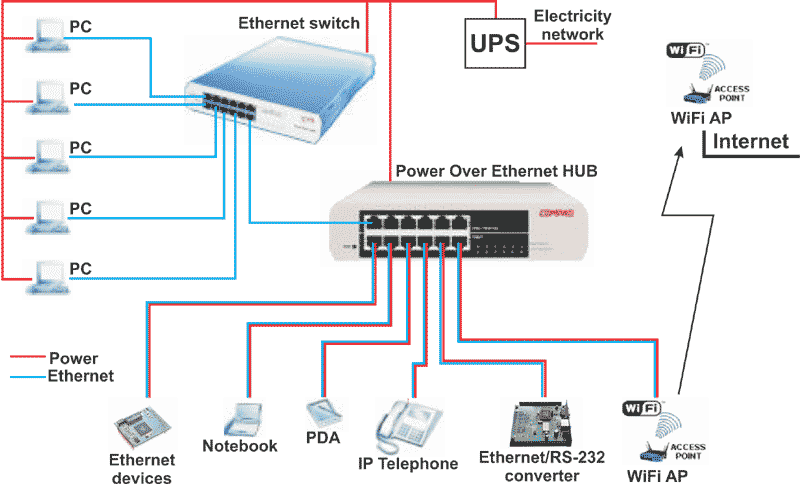 PC
Ethernet switch
UPS
Electricity
network
WiFi
ACCESS
POINT
WiFi AP
Internet
PC
PC
PC
PC
Power Over Ethernet HUB
COMPAQ
Power
Ethernet
Ethernet
devices
Notebook
PDA
IP Telephone
Ethernet/RS-232
converter
WiFi
ACCESS
POINT
WiFi AP